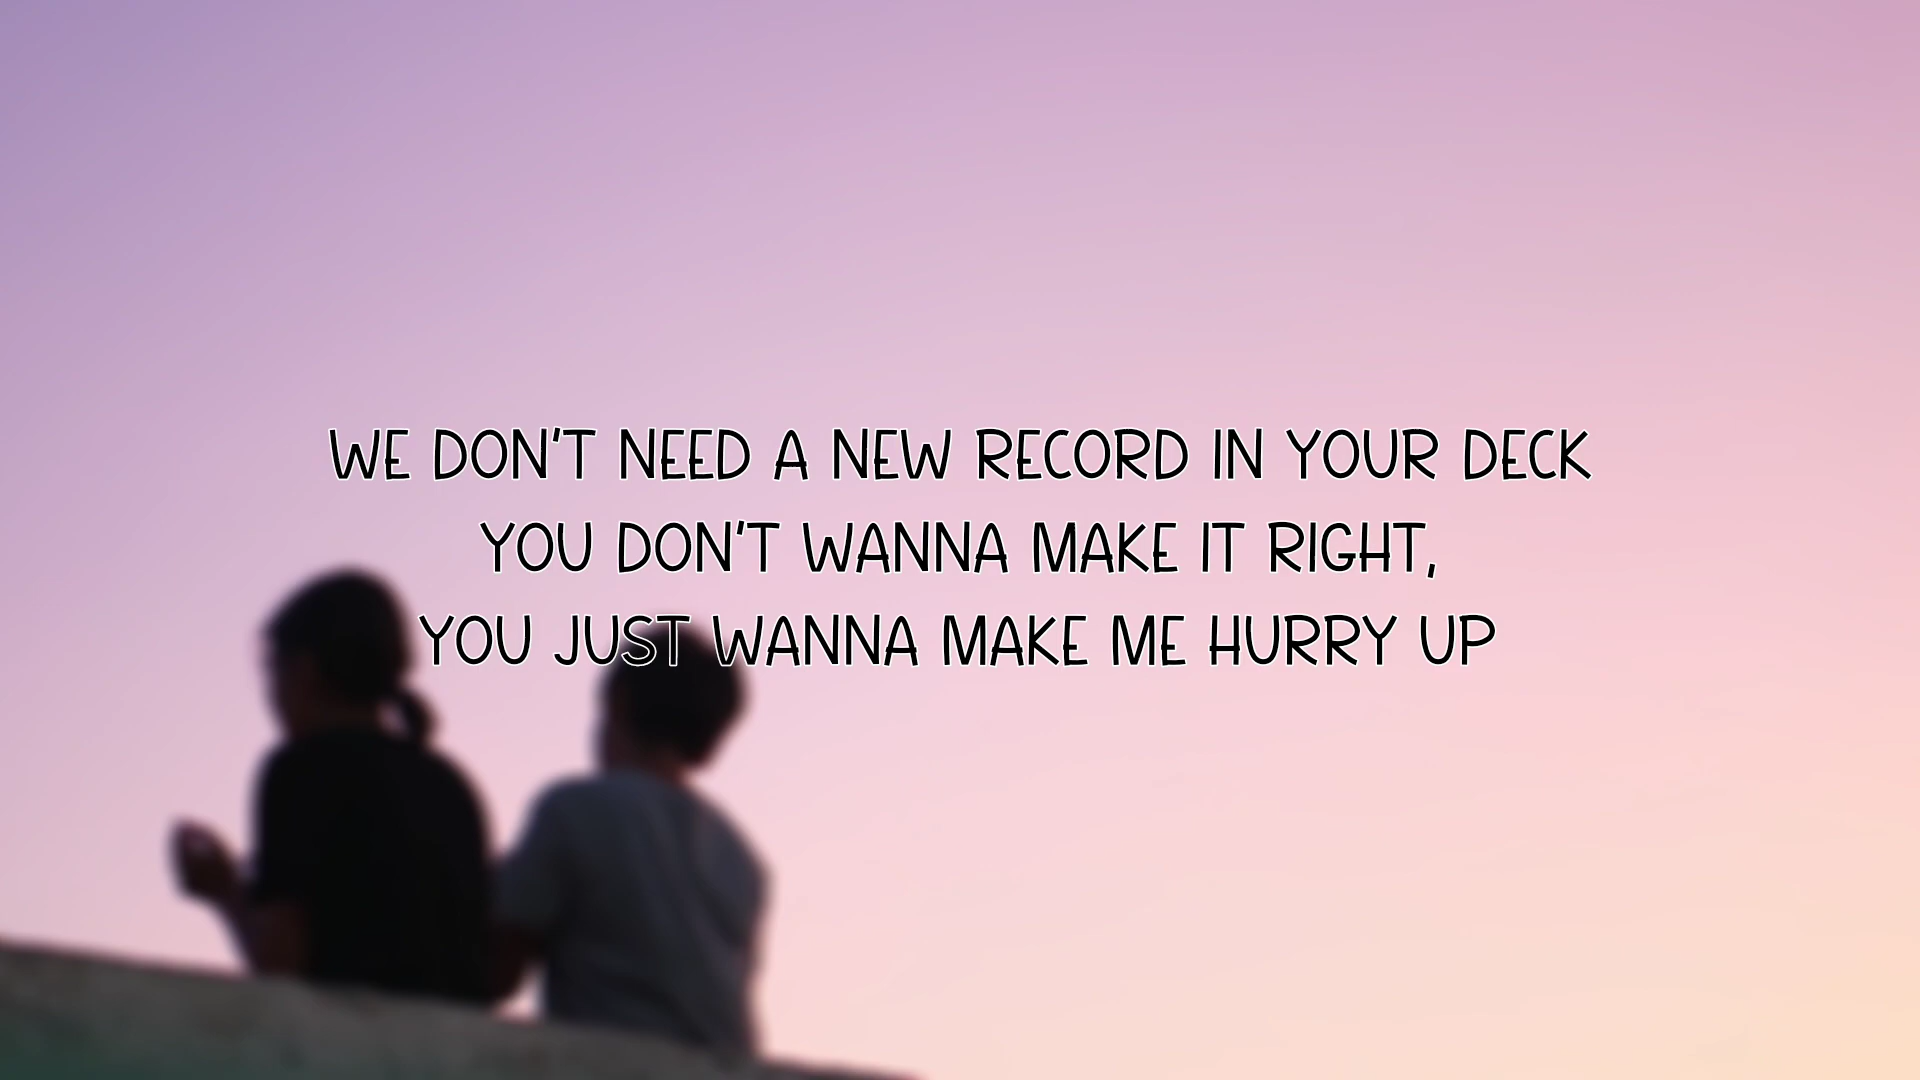 WE DON'T NEED A NEW RECORD IN YOUR DECK
YOU DON'T WANNA MAKE IT RIGHT,
YOU JUST WANNA MAKE ME HURRY UP